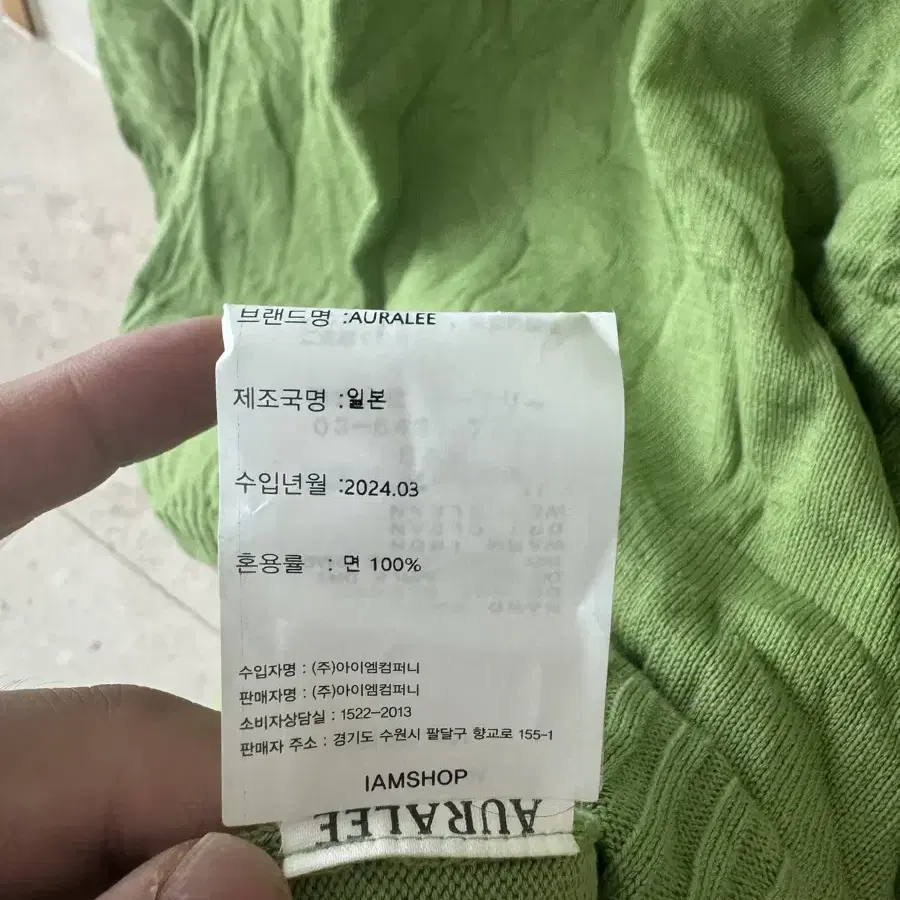 브랜드명 :AURALEE
제조국명 :일본
수입년월 :2024.03
혼용률 : 면 100%
수입자명 : (주)아이엠컴퍼니
판매자명 : (주)아이엠컴퍼니
소비자상담실 : 1522-2013
판매자 주소 : 경기도 수원시 팔달구 향교로 155-1
IAMSHOP
AURALEE